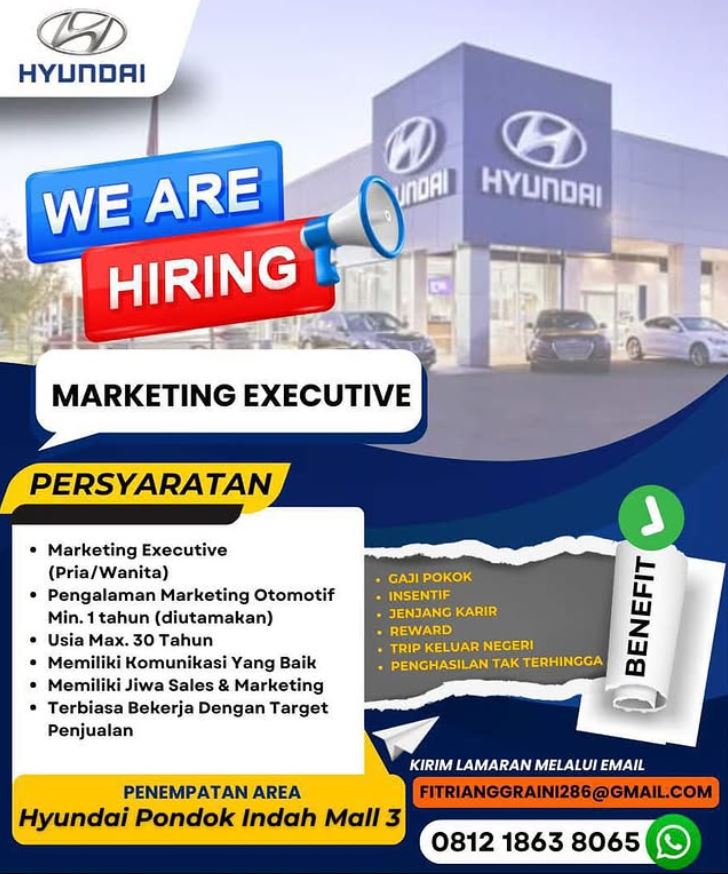 HYUNDAI
HYUNDAI
HYUNDAI
WE ARE
HIRING
MARKETING EXECUTIVE
PERSYARATAN
• Marketing Executive
(Pria/Wanita)
• Pengalaman Marketing Otomotif
Min. 1 tahun (diutamakan)
• Usia Max. 30 Tahun
• Memiliki Komunikasi Yang Baik
• Memiliki Jiwa Sales & Marketing
• Terbiasa Bekerja Dengan Target
Penjualan
• GAJI POKOK
• INSENTIF
• JENJANG KARIR
• REWARD
• TRIP KELUAR NEGERI
• PENGHASILAN TAK TERHINGGA
BENEFIT
PENEMPATAN AREA
Hyundai Pondok Indah Mall 3
KIRIM LAMARAN MELALUI EMAIL
FITRIANGGRAINI286@GMAIL.COM
0812 1863 8065